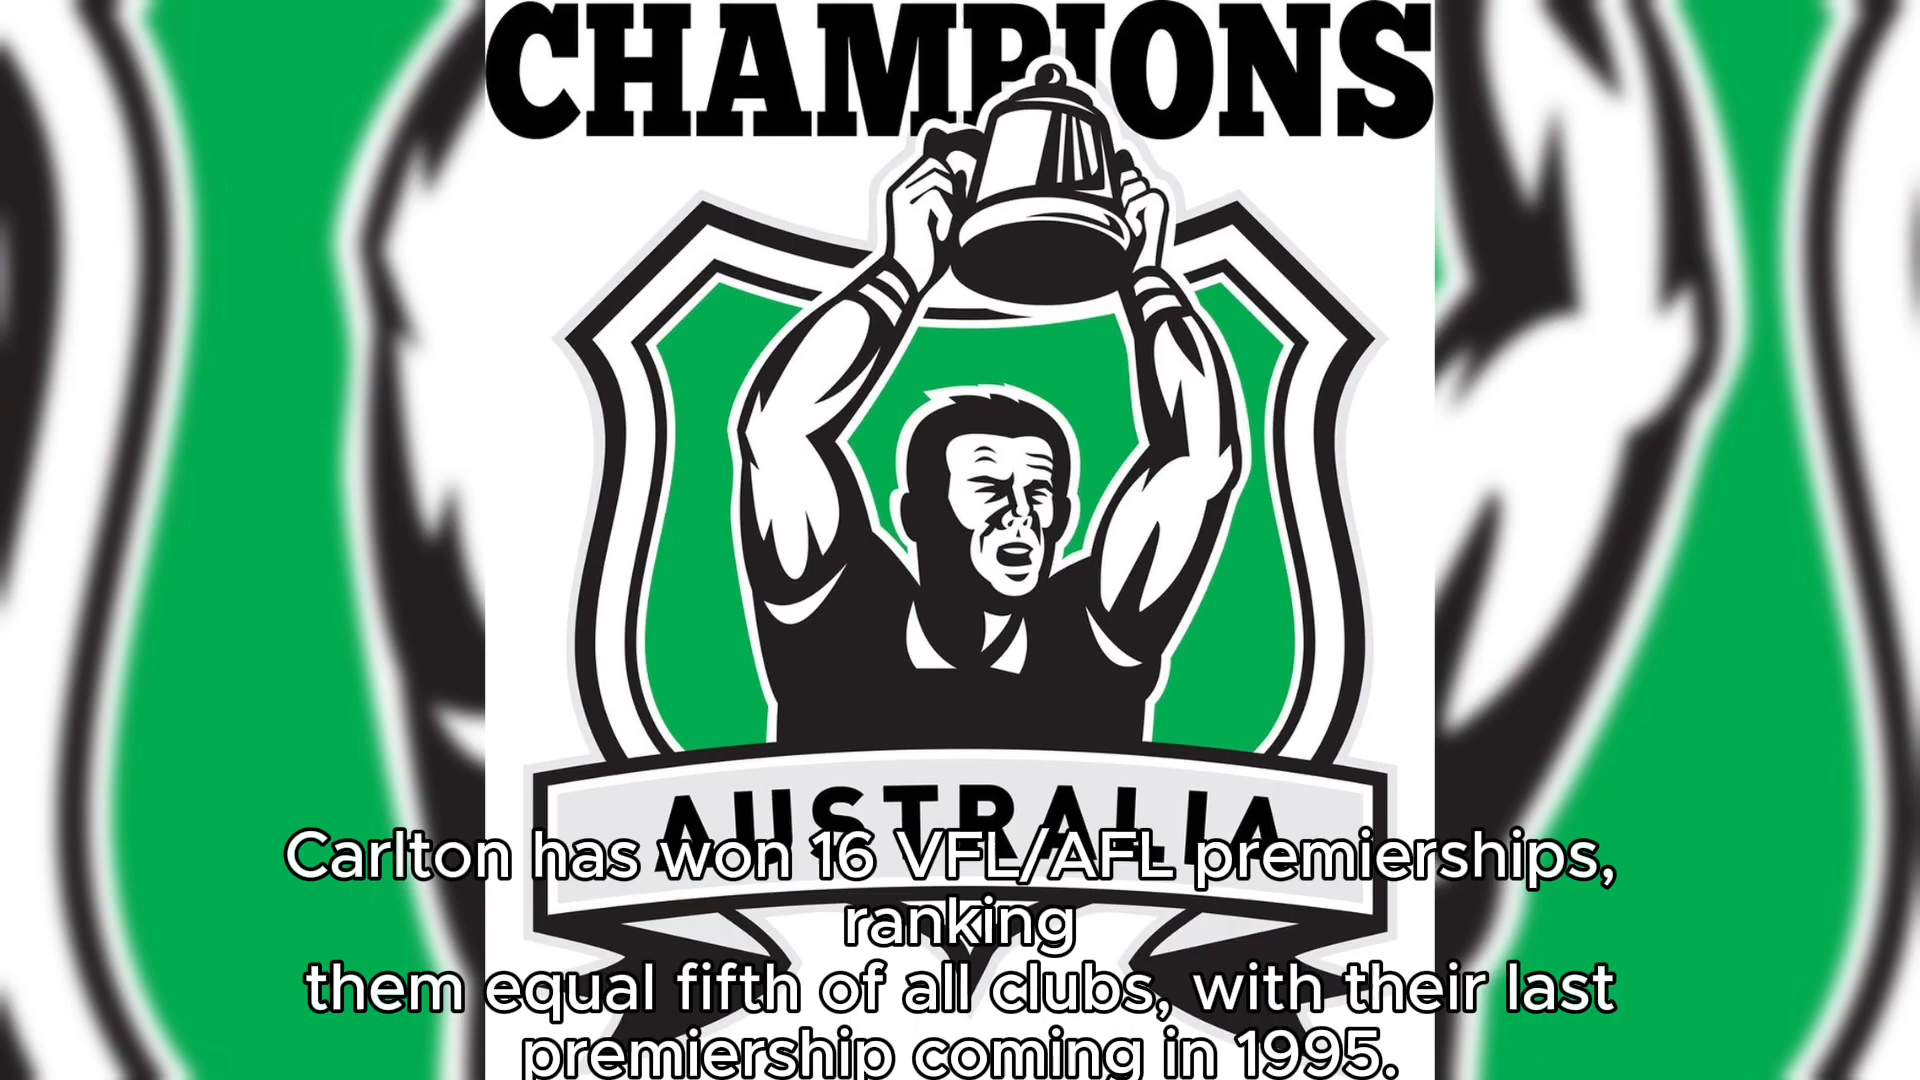 CHAMPIONS
AUSTRALIA
Carlton has won 16 VFL/AFL premierships,
ranking
them equal fifth of all clubs, with their last
premiership coming in 1995.